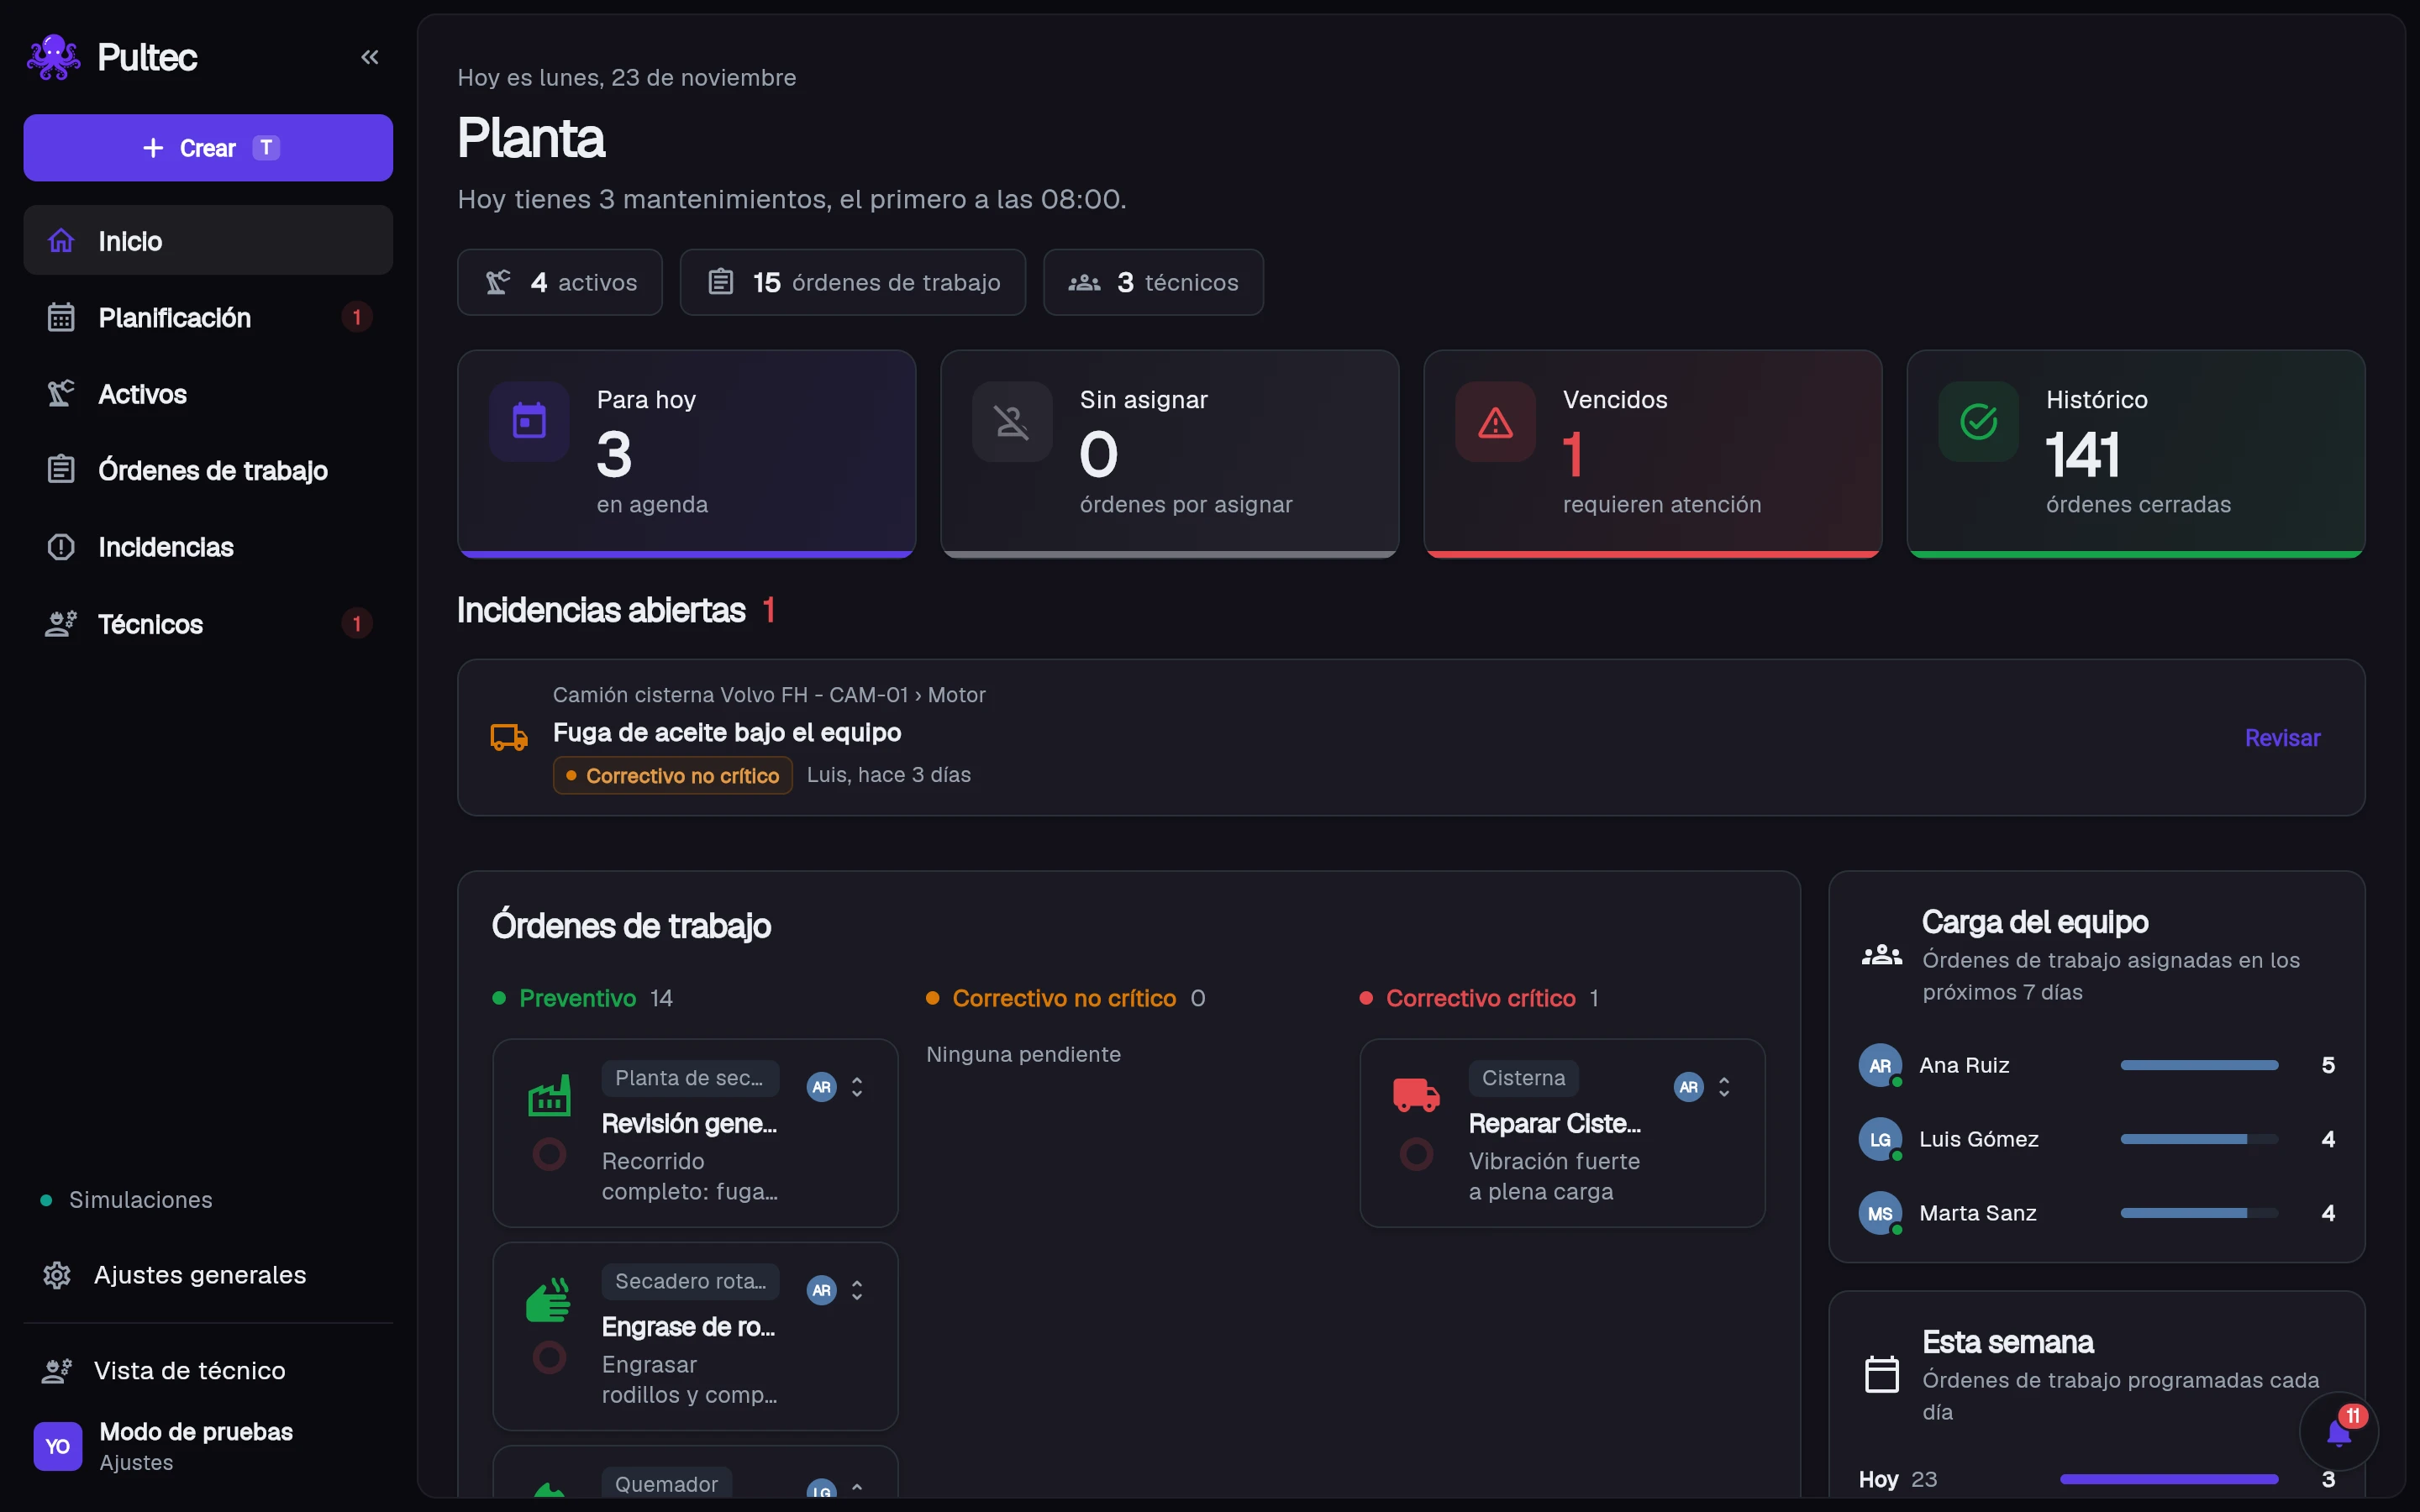 Pultec
Crear T
Inicio
Planificación 1
Activos
Órdenes de trabajo
Incidencias
Técnicos 1
Simulaciones
Ajustes generales
Vista de técnico
YO
Modo de pruebas
Ajustes
Hoy es lunes, 23 de noviembre
Planta
Hoy tienes 3 mantenimientos, el primero a las 08:00.
4 activos
15 órdenes de trabajo
3 técnicos
Para hoy
3
en agenda
Sin asignar
0
órdenes por asignar
Vencidos
1
requieren atención
Histórico
141
órdenes cerradas
Incidencias abiertas 1
Camión cisterna Volvo FH - CAM-01 › Motor
Fuga de aceite bajo el equipo
Correctivo no crítico Luis, hace 3 días
Revisar
Órdenes de trabajo
Preventivo 14
Planta de sec...
AR
Revisión gene...
Recorrido
completo: fuga...
Secadero rota...
AR
Engrase de ro...
Engrasar
rodillos y comp...
Quemador
LG
Correctivo no crítico 0
Ninguna pendiente
Correctivo crítico 1
Cisterna
AR
Reparar Ciste...
Vibración fuerte
a plena carga
Carga del equipo
Órdenes de trabajo asignadas en los
próximos 7 días
AR Ana Ruiz 5
LG Luis Gómez 4
MS Marta Sanz 4
Esta semana
Órdenes de trabajo programadas cada
día
Hoy 23 3
11